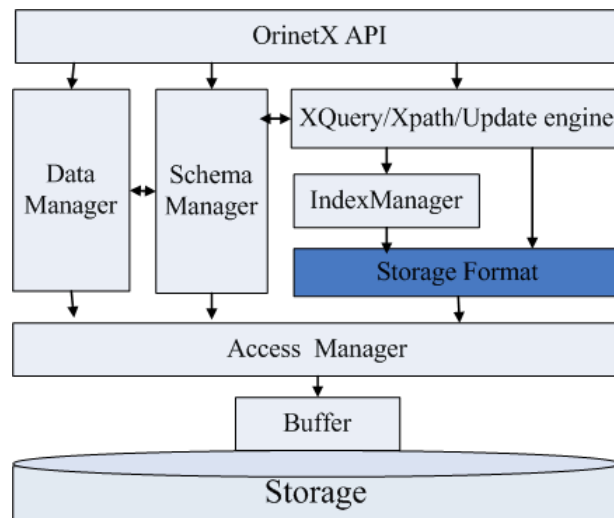 OrinetX API
XQuery/Xpath/Update engine
Data
Manager
Schema
Manager
IndexManager
Storage Format
Access Manager
Buffer
Storage